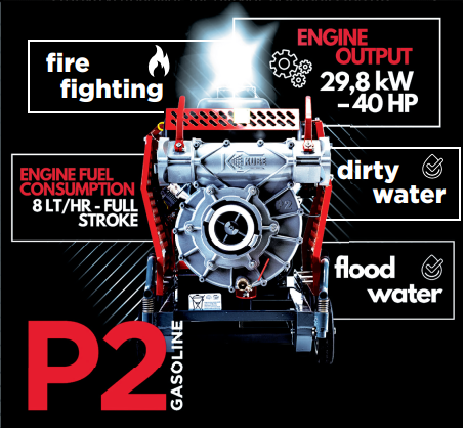 fire
fighting
ENGINE
OUTPUT
29,8 kW
–40 HP
KUBE
ENGINE FUEL
CONSUMPTION
8 LT/HR - FULL
STROKE
dirty
water
flood
water
P2
GASOLINE